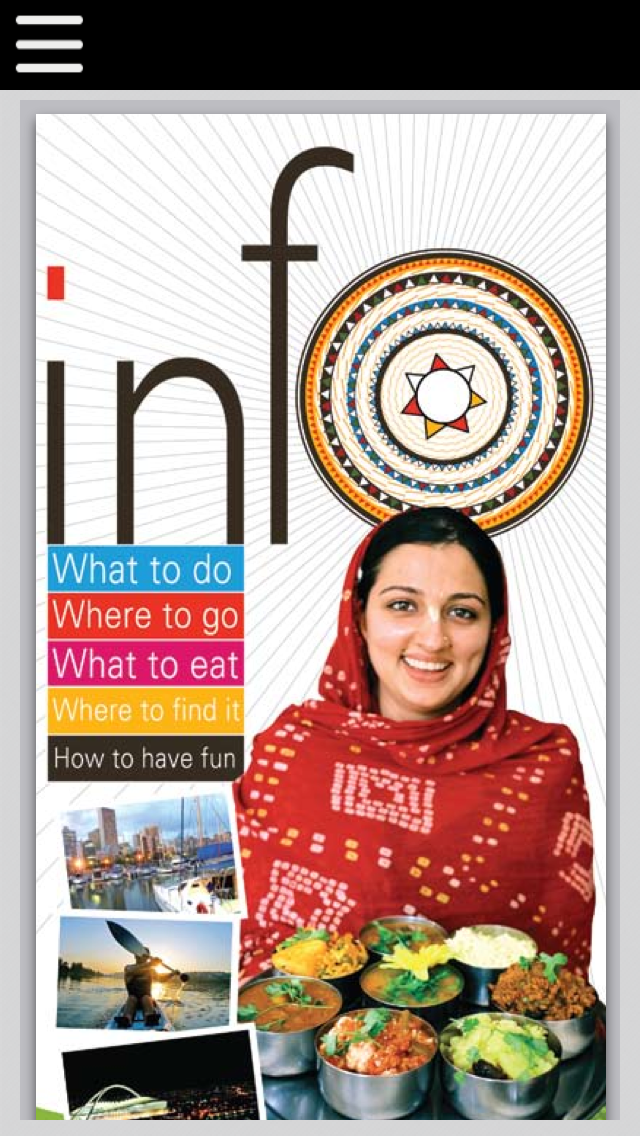 info
What to do
Where to go
What to eat
Where to find it
How to have fun